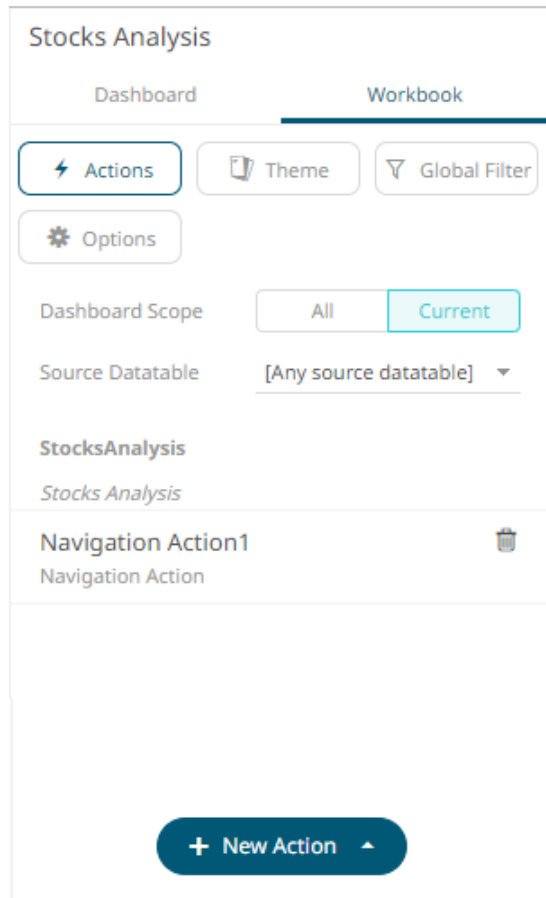 Stocks Analysis
Dashboard Workbook
Actions Theme Global Filter
Options
Dashboard Scope All Current
Source Datatable [Any source datatable]
StocksAnalysis
Stocks Analysis
Navigation Action1
Navigation Action
+ New Action